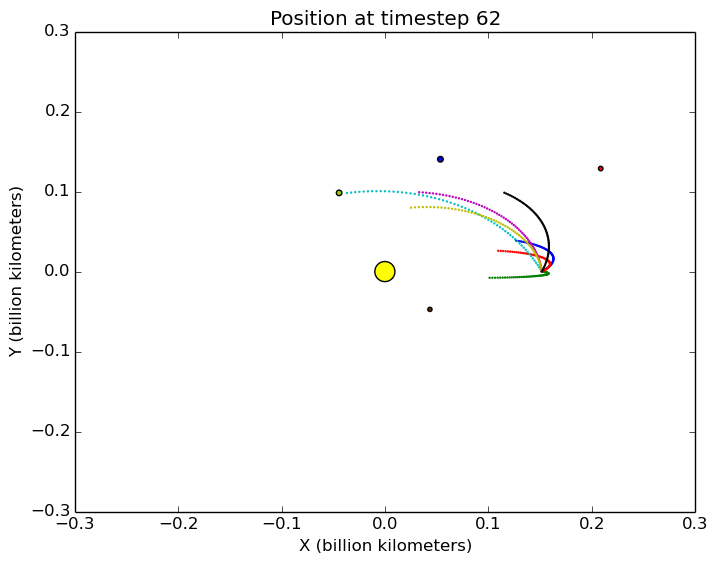 Position at timestep 62
0.3
0.2
0.1
0.0
−0.1
−0.2
−0.3
Y (billion kilometers)
−0.3 −0.2 −0.1 0.0 0.1 0.2 0.3
X (billion kilometers)